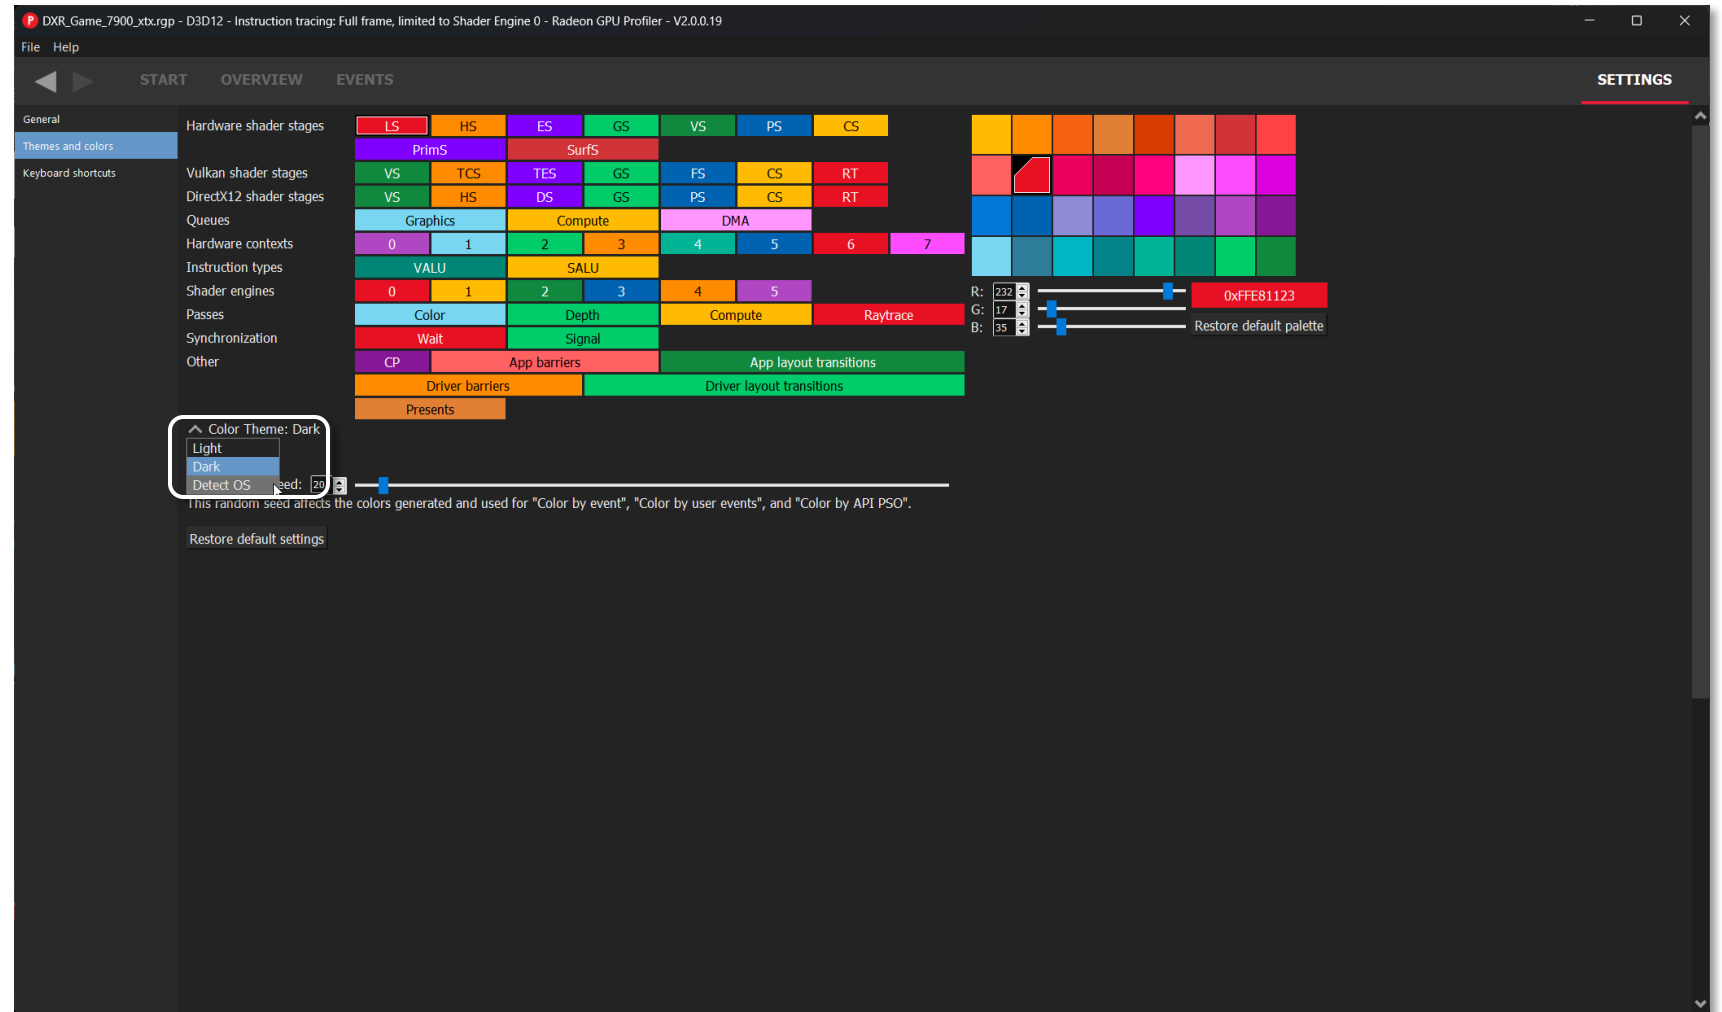 DXR_Game_7900_xtx.rgp - D3D12 - Instruction tracing: Full frame, limited to Shader Engine 0 - Radeon GPU Profiler - V2.0.0.19
File Help
START OVERVIEW EVENTS SETTINGS
General
Themes and colors
Keyboard shortcuts
Hardware shader stages LS HS ES GS VS PS CS
PrimS SurfS
Vulkan shader stages VS TCS TES GS FS CS RT
DirectX12 shader stages VS HS DS GS PS CS RT
Queues Graphics Compute DMA
Hardware contexts 0 1 2 3 4 5 6 7
Instruction types VALU SALU
Shader engines 0 1 2 3 4 5
Passes Color Depth Compute Raytrace
Synchronization Wait Signal
Other CP App barriers App layout transitions
Driver barriers Driver layout transitions
Presents
R: 232 0xFFE81123
G: 17
B: 35 Restore default palette
Color Theme: Dark
Light
Dark
Detect OS eed: 20
This random seed affects the colors generated and used for "Color by event", "Color by user events", and "Color by API PSO".
Restore default settings